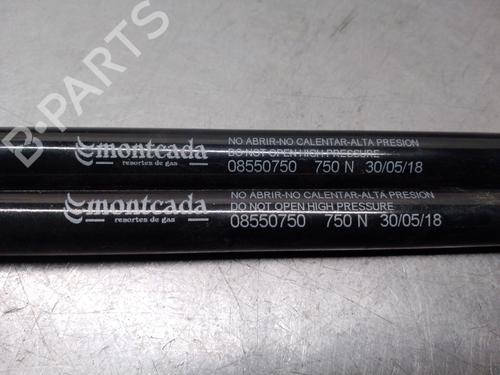 B-PARTS
montcada
resortes de gas
NO ABRIR-NO CALENTAR-ALTA PRESION
DO NOT OPEN HIGH PRESSURE
08550750 750 N 30/05/18
montcada
resortes de gas
NO ABRIR-NO CALENTAR-ALTA PRESION
DO NOT OPEN HIGH PRESSURE
08550750 750 N 30/05/18